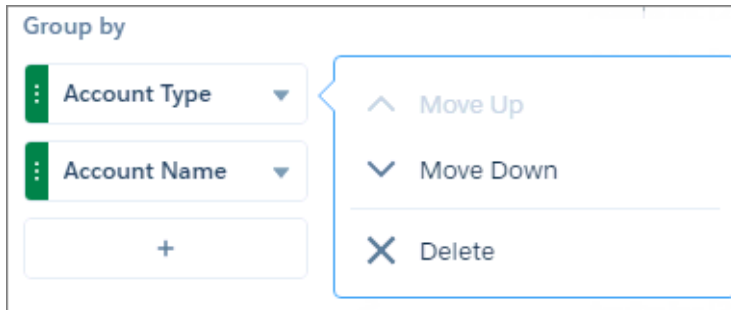 Group by
Account Type
Move Up
Account Name
Move Down
+
Delete